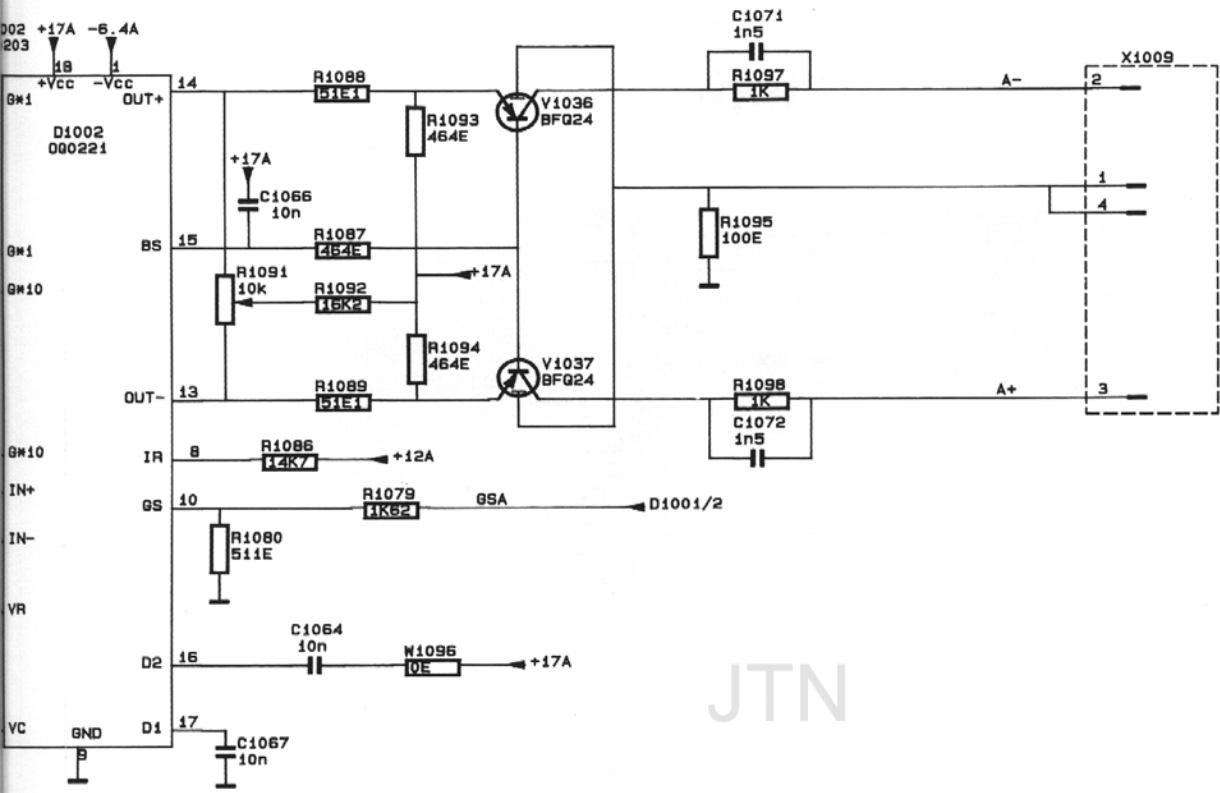 D02 +17A -6.4A
203
18 1
+Vcc -Vcc
G*1
OUT+ 14
D1002
OQ0221
R1088
51E1
R1093
464E
V1036
BFQ24
C1071
1n5
R1097
1K
A-
X1009
2
+17A
C1066
10n
1
4
R1095
100E
G*1
BS 15
R1087
464E
+17A
G*10
R1091
10k
R1092
16K2
R1094
464E
V1037
BFQ24
OUT- 13
R1089
51E1
R1098
1K
A+
3
C1072
1n5
G*10
IR 8
R1086
14K7
+12A
IN+
GS 10
R1079
1K62
GSA
D1001/2
IN-
R1080
511E
VR
C1064
10n
D2 16
W1096
0E
+17A
JTN
VC
GND
9
D1 17
C1067
10n